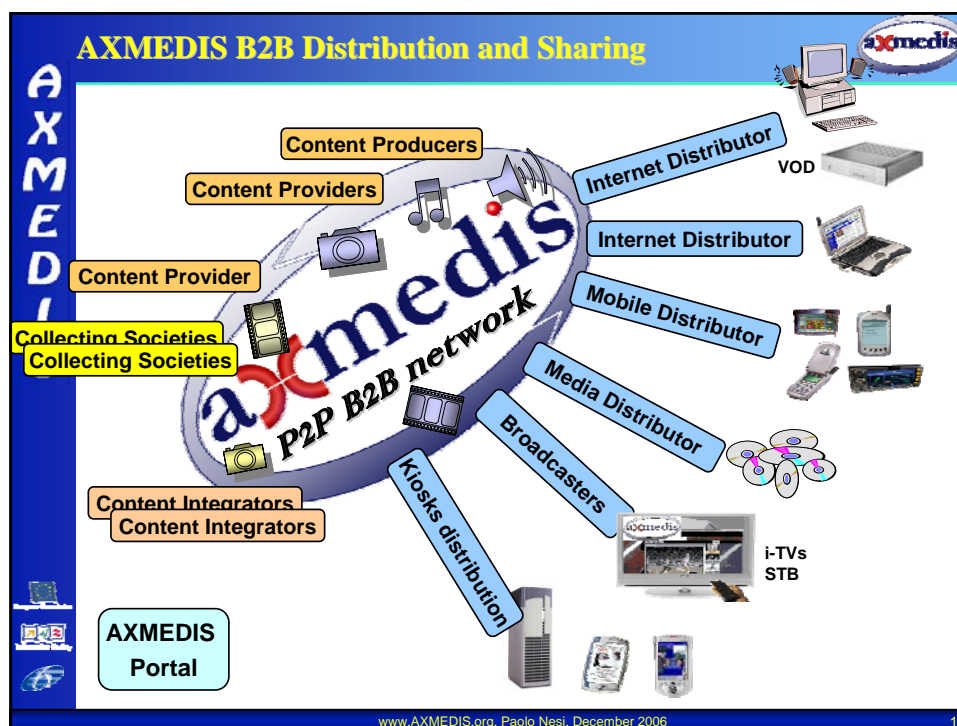 AXMEDIS B2B Distribution and Sharing
axmedis
AXMEDI
Content Producers
Content Providers
Content Provider
Collecting Societies
Collecting Societies
axmedis
P2P B2B network
Content Integrators
Content Integrators
Internet Distributor
VOD
Internet Distributor
Mobile Distributor
Media Distributor
Broadcasters
Kiosks distribution
axmedis
i-TVs
STB
AXMEDIS
Portal
www.AXMEDIS.org, Paolo Nesi, December 2006
1